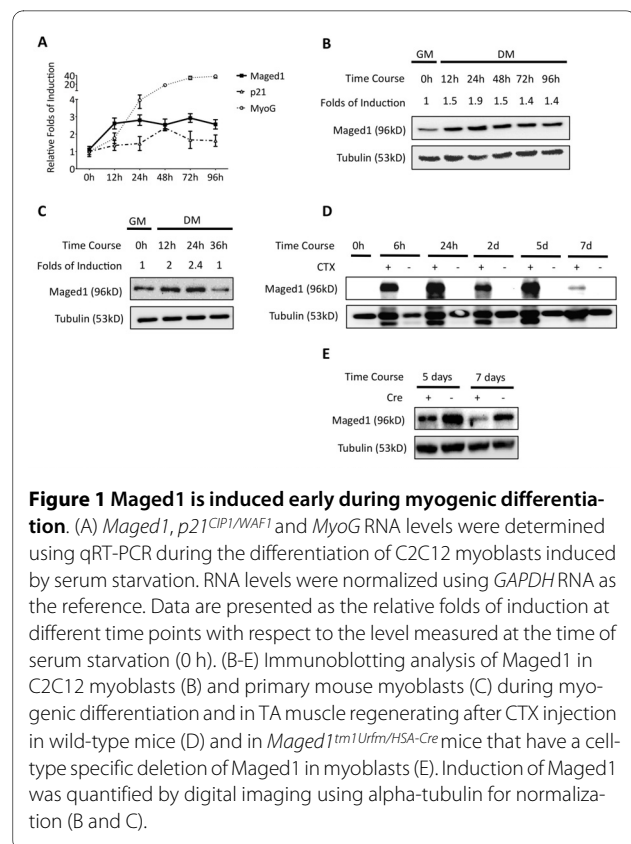 A
Relative Folds of Induction
40
20
4
3
2
1
0
0h 12h 24h 48h 72h 96h
Maged1
p21
MyoG
B
GM DM
Time Course 0h 12h 24h 48h 72h 96h
Folds of Induction 1 1.5 1.9 1.5 1.4 1.4
Maged1 (96kD)
Tubulin (53kD)
C
GM DM
Time Course 0h 12h 24h 36h
Folds of Induction 1 2 2.4 1
Maged1 (96kD)
Tubulin (53kD)
D
Time Course 0h 6h 24h 2d 5d 7d
CTX + - + - + - + - + -
Maged1 (96kD)
Tubulin (53kD)
E
Time Course 5 days 7 days
Cre + - + -
Maged1 (96kD)
Tubulin (53kD)
Figure 1 Maged1 is induced early during myogenic differentia-
tion. (A) Maged1, p21CIP1/WAF1 and MyoG RNA levels were determined
using qRT-PCR during the differentiation of C2C12 myoblasts induced
by serum starvation. RNA levels were normalized using GAPDH RNA as
the reference. Data are presented as the relative folds of induction at
different time points with respect to the level measured at the time of
serum starvation (0 h). (B-E) Immunoblotting analysis of Maged1 in
C2C12 myoblasts (B) and primary mouse myoblasts (C) during myo-
genic differentiation and in TA muscle regenerating after CTX injection
in wild-type mice (D) and in Maged1tm1Urfm/HSA-Cre mice that have a cell-
type specific deletion of Maged1 in myoblasts (E). Induction of Maged1
was quantified by digital imaging using alpha-tubulin for normaliza-
tion (B and C).